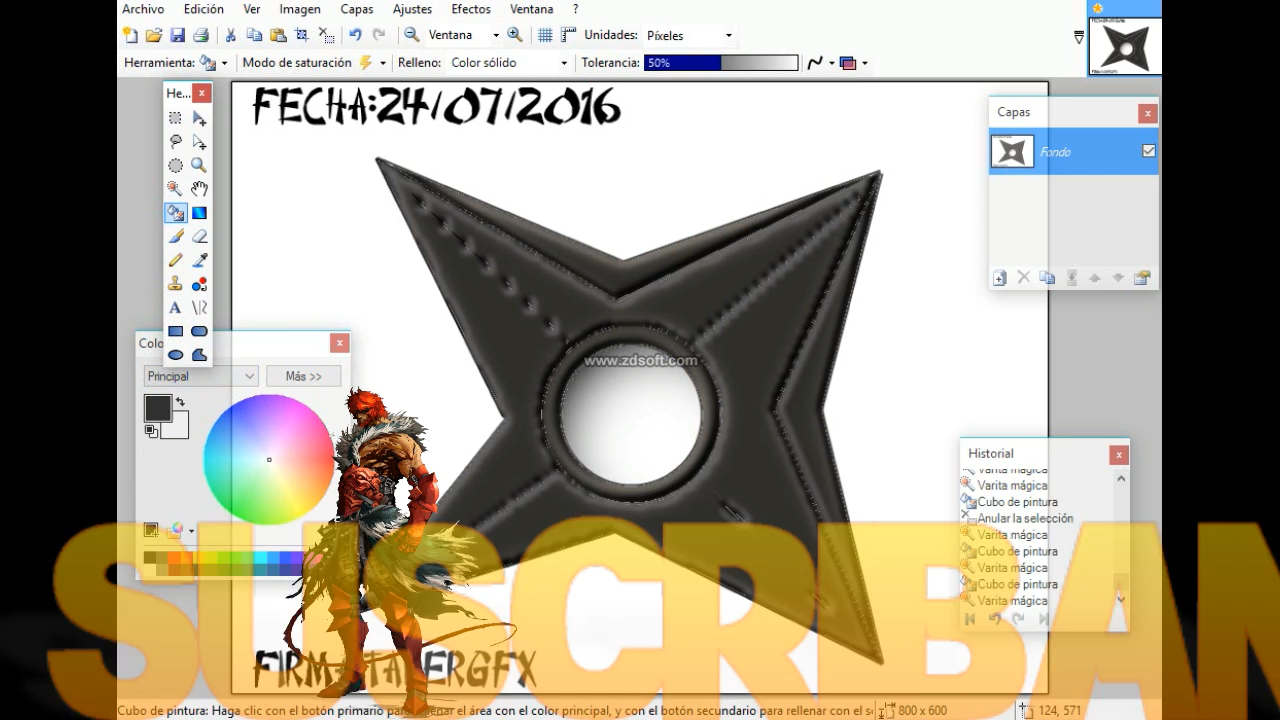 Archivo Edición Ver Imagen Capas Ajustes Efectos Ventana ?
Ventana Unidades: Píxeles
Herramienta: Modo de saturación Relleno: Color sólido Tolerancia: 50%
He...
FECHA:24/07/2016
Capas
Fondo
www.zdsoft.com
Principal Más >>
Historial
Varita mágica
Varita mágica
Cubo de pintura
Anular la selección
Varita mágica
Cubo de pintura
Varita mágica
Cubo de pintura
Varita mágica
SUSCRIBAN
Cubo de pintura: Haga clic con el botón primario para rellenar el área con el color principal, y con el botón secundario para rellenar con el s
800 x 600
124, 571